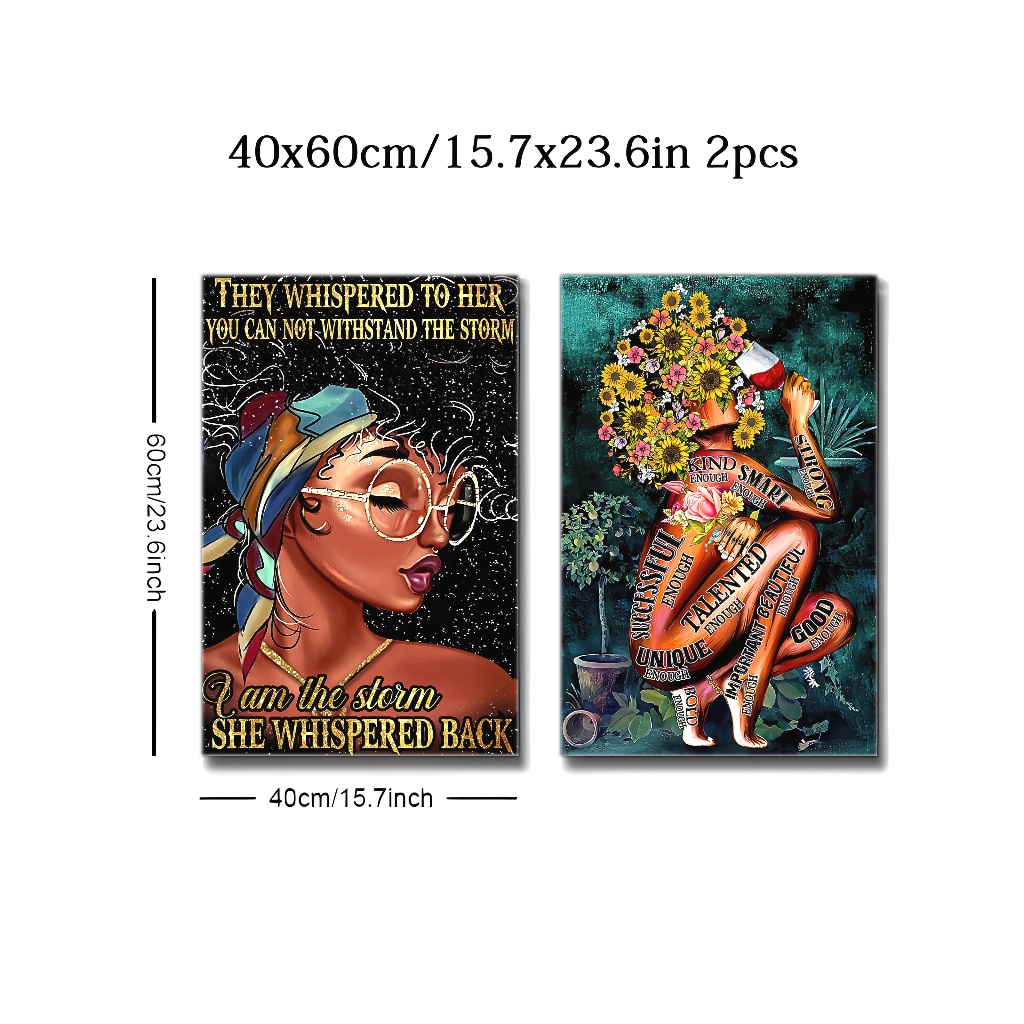 40x60cm/15.7x23.6in 2pcs
THEY WHISPERED TO HER
YOU CAN NOT WITHSTAND THE STORM
I am the storm
SHE WHISPERED BACK
60cm/23.6inch
40cm/15.7inch
KIND
ENOUGH
SMART
ENOUGH
STRONG
ENOUGH
SUCCESSFUL
ENOUGH
TALENTED
ENOUGH
BEAUTIFUL
ENOUGH
GOOD
ENOUGH
UNIQUE
ENOUGH
IMPORTANT
ENOUGH
BOLD
ENOUGH